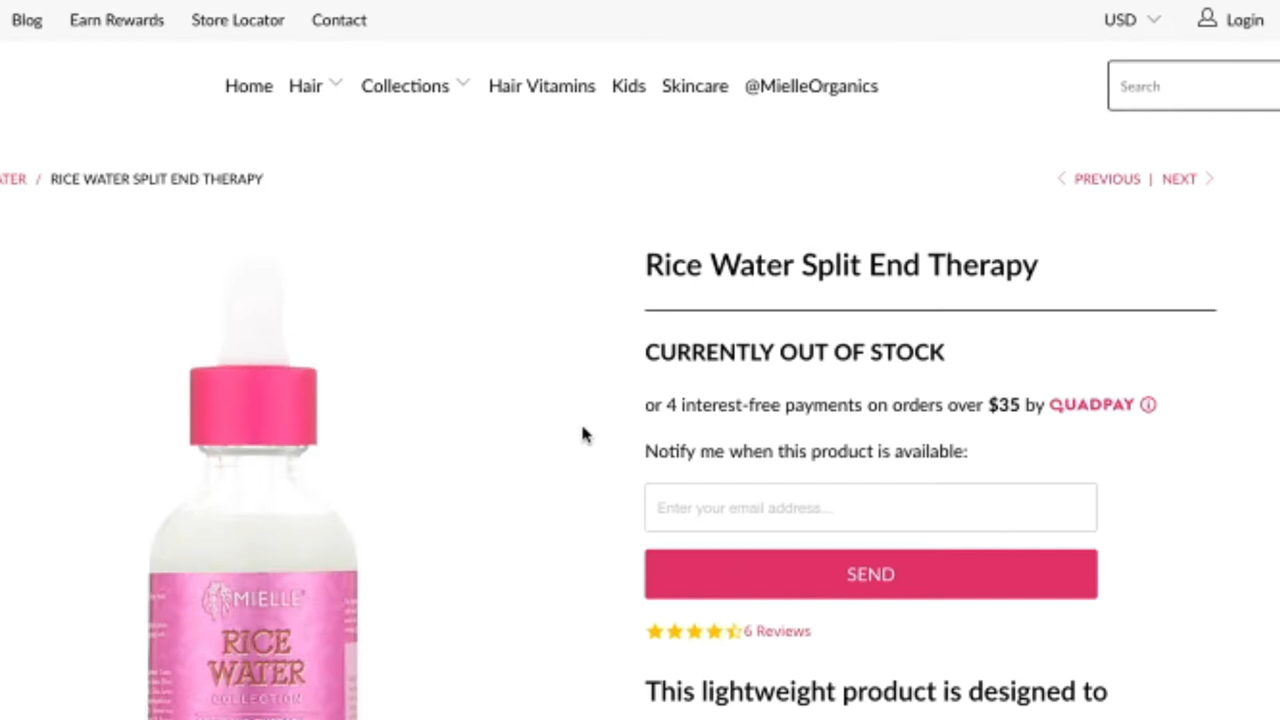 Blog Earn Rewards Store Locator Contact USD Login
Home Hair Collections Hair Vitamins Kids Skincare @MielleOrganics Search
ATER / RICE WATER SPLIT END THERAPY PREVIOUS | NEXT
Rice Water Split End Therapy
CURRENTLY OUT OF STOCK
or 4 interest-free payments on orders over $35 by QUADPAY
Notify me when this product is available:
Enter your email address...
SEND
6 Reviews
This lightweight product is designed to
MIELLE
RICE
WATER
COLLECTION